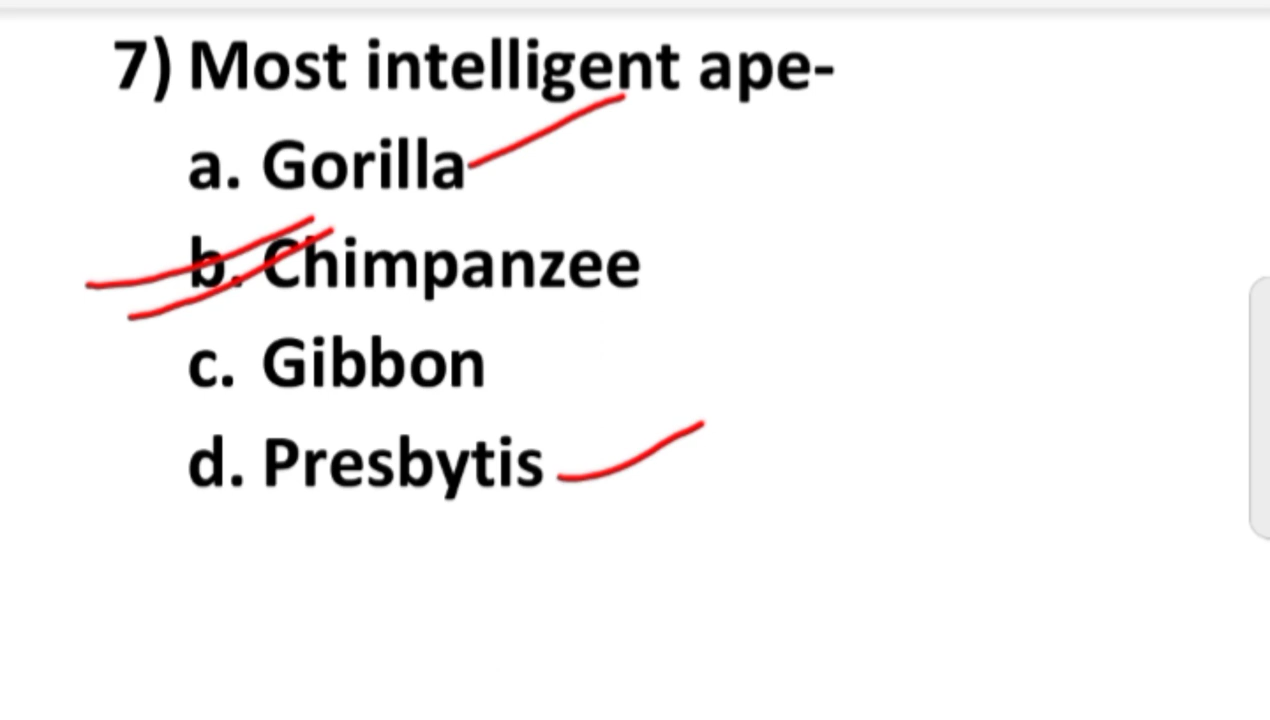 7) Most intelligent ape-
a. Gorilla
b. Chimpanzee
c. Gibbon
d. Presbytis